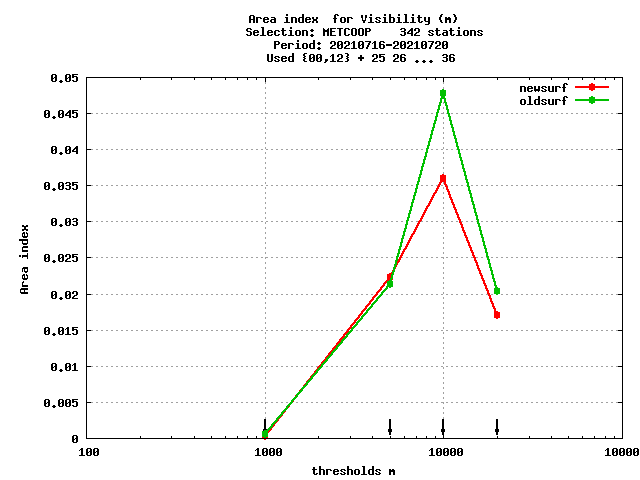 Area index  for Visibility (m)
Selection: METCOOP    342 stations
Period: 20210716-20210720
Used {00,12} + 25 26 ... 36
newsurf
oldsurf
0.05
0.045
0.04
0.035
0.03
0.025
0.02
0.015
0.01
0.005
0
Area index
100
1000
10000
10000
thresholds m